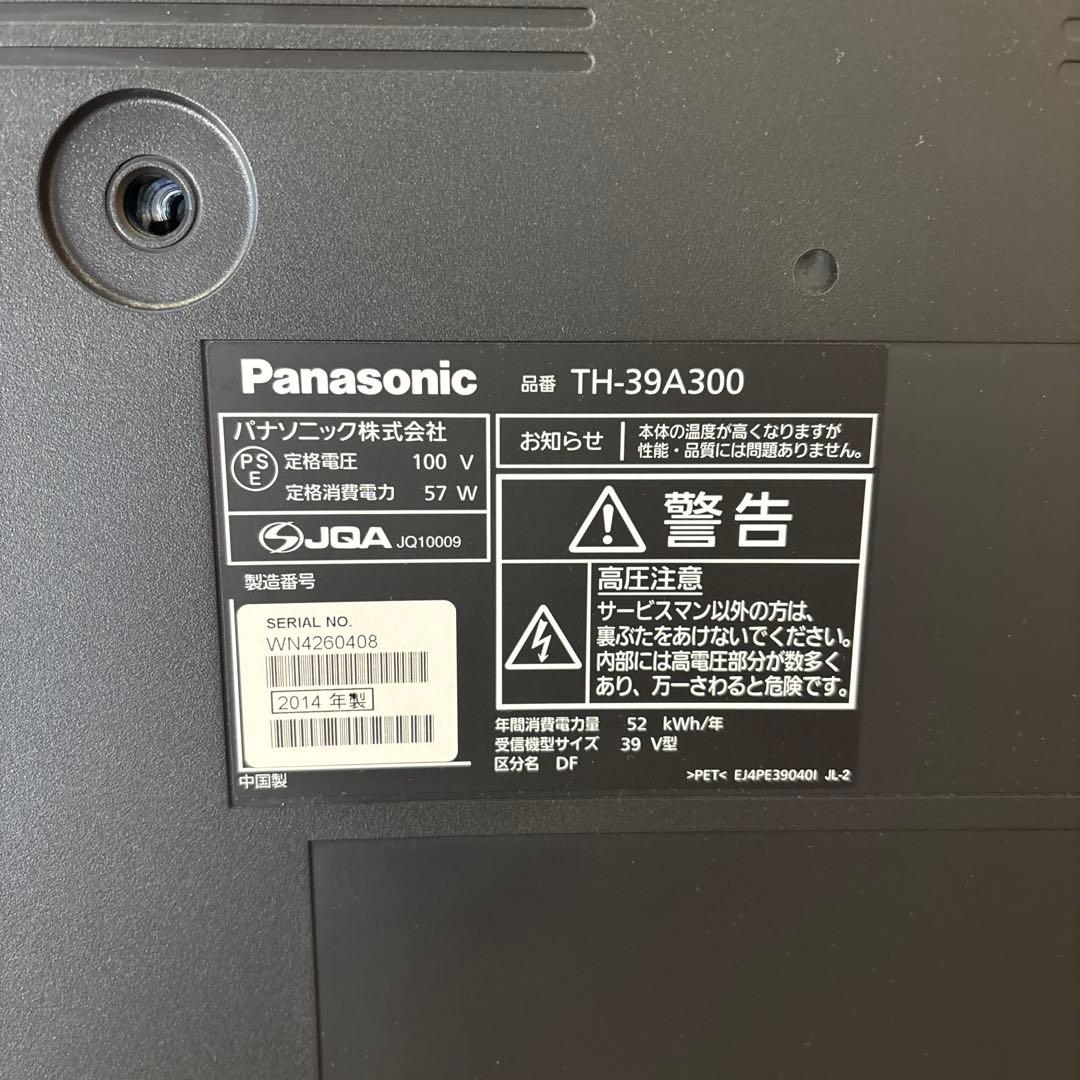 Panasonic 品番 TH-39A300
パナソニック株式会社
PS
E
定格電圧 100 V
定格消費電力 57 W
JQA JQ10009
製造番号
SERIAL NO.
WN4260408
2014 年製
中国製
お知らせ
本体の温度が高くなりますが
性能・品質には問題ありません。
警告
高圧注意
サービスマン以外の方は、
裏ぶたをあけないでください。
内部には高電圧部分が数多く
あり、万一さわると危険です。
年間消費電力量 52 kWh/年
受信機型サイズ 39 V型
区分名 DF
>PET< EJ4PE39040I JL-2